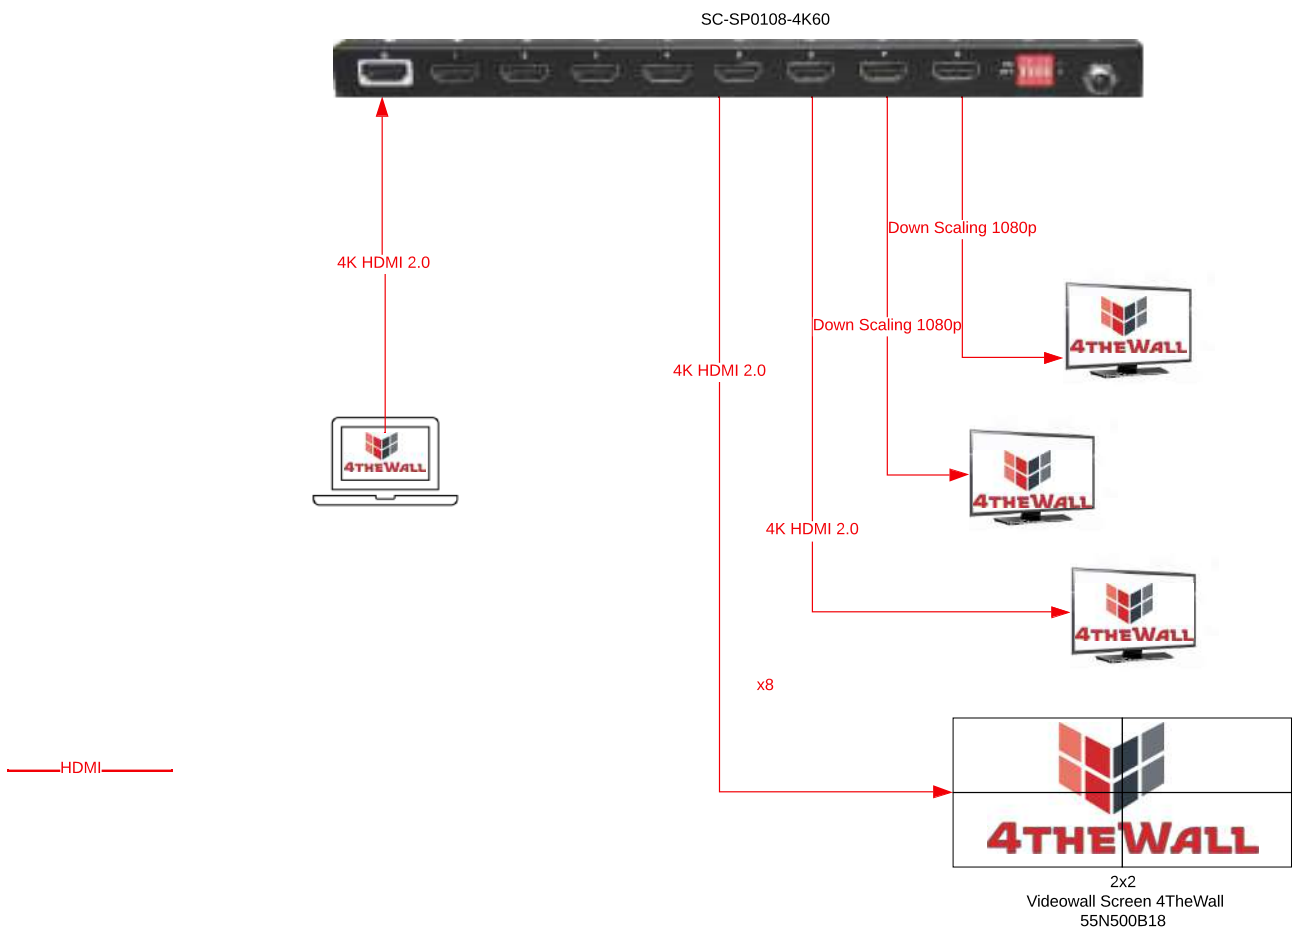 SC-SP0108-4K60
Down Scaling 1080p
4K HDMI 2.0
Down Scaling 1080p
4THEWALL
4K HDMI 2.0
4THEWALL
4THEWALL
4K HDMI 2.0
4THEWALL
x8
HDMI
4THEWALL
2x2
Videowall Screen 4TheWall
55N500B18